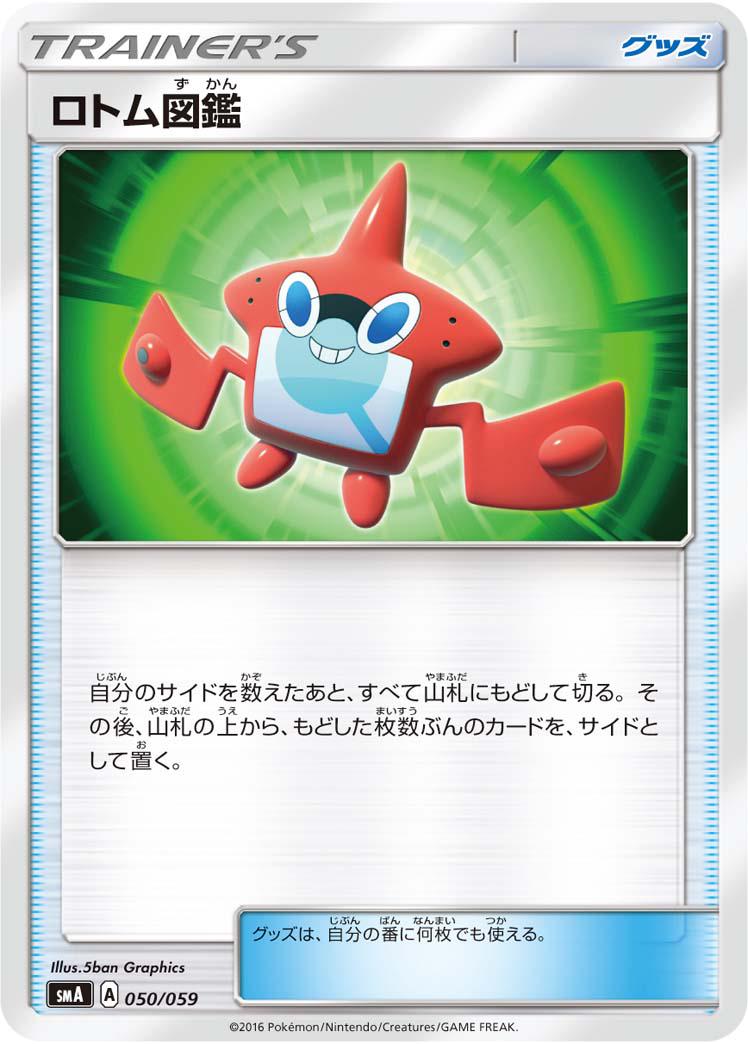 TRAINER'S グッズ
ず かん
ロトム図鑑
じぶん かぞ やまふだ き
自分のサイドを数えたあと、すべて山札にもどして切る。そ
ご やまふだ うえ まいすう
の後、山札の上から、もどした枚数ぶんのカードを、サイドと
お
して置く。
じぶん ばん なんまい つか
グッズは、自分の番に何枚でも使える。
Illus.5ban Graphics
SMA A 050/059
©2016 Pokémon/Nintendo/Creatures/GAME FREAK.